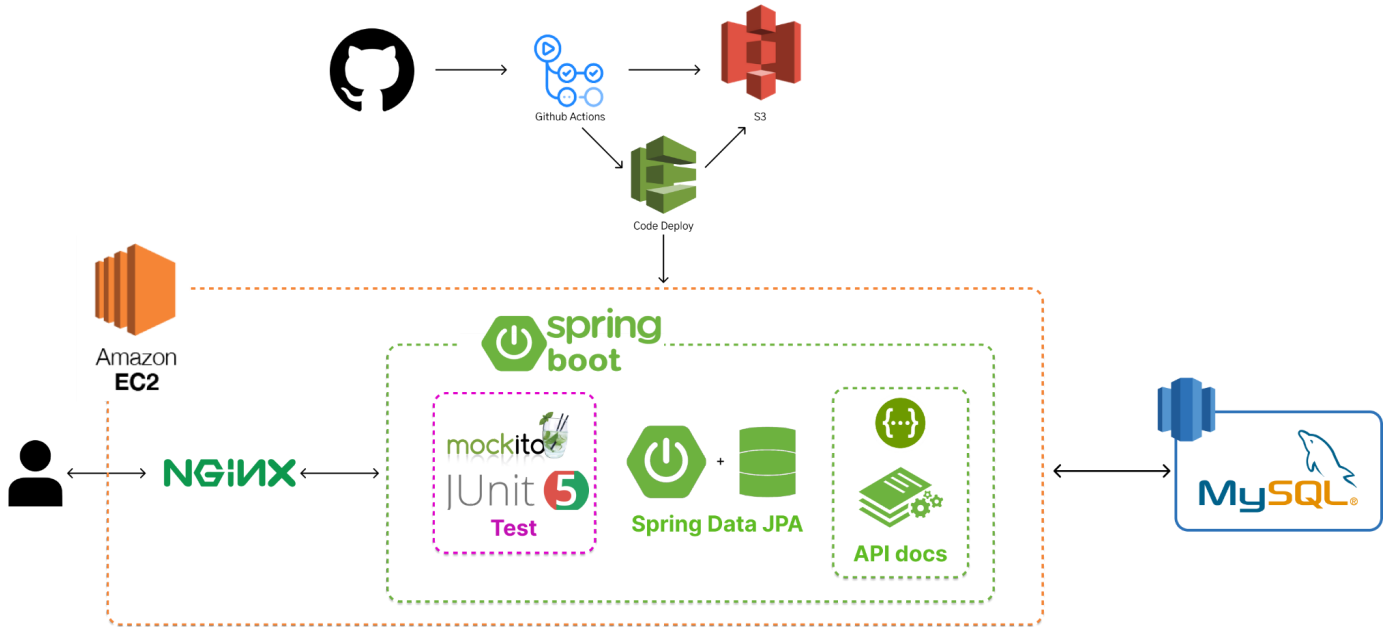 Github Actions
S3
Code Deploy
Amazon
EC2
spring
boot
NGINX
mockito
JUnit 5
Test
+
Spring Data JPA
{...}
API docs
MySQL®